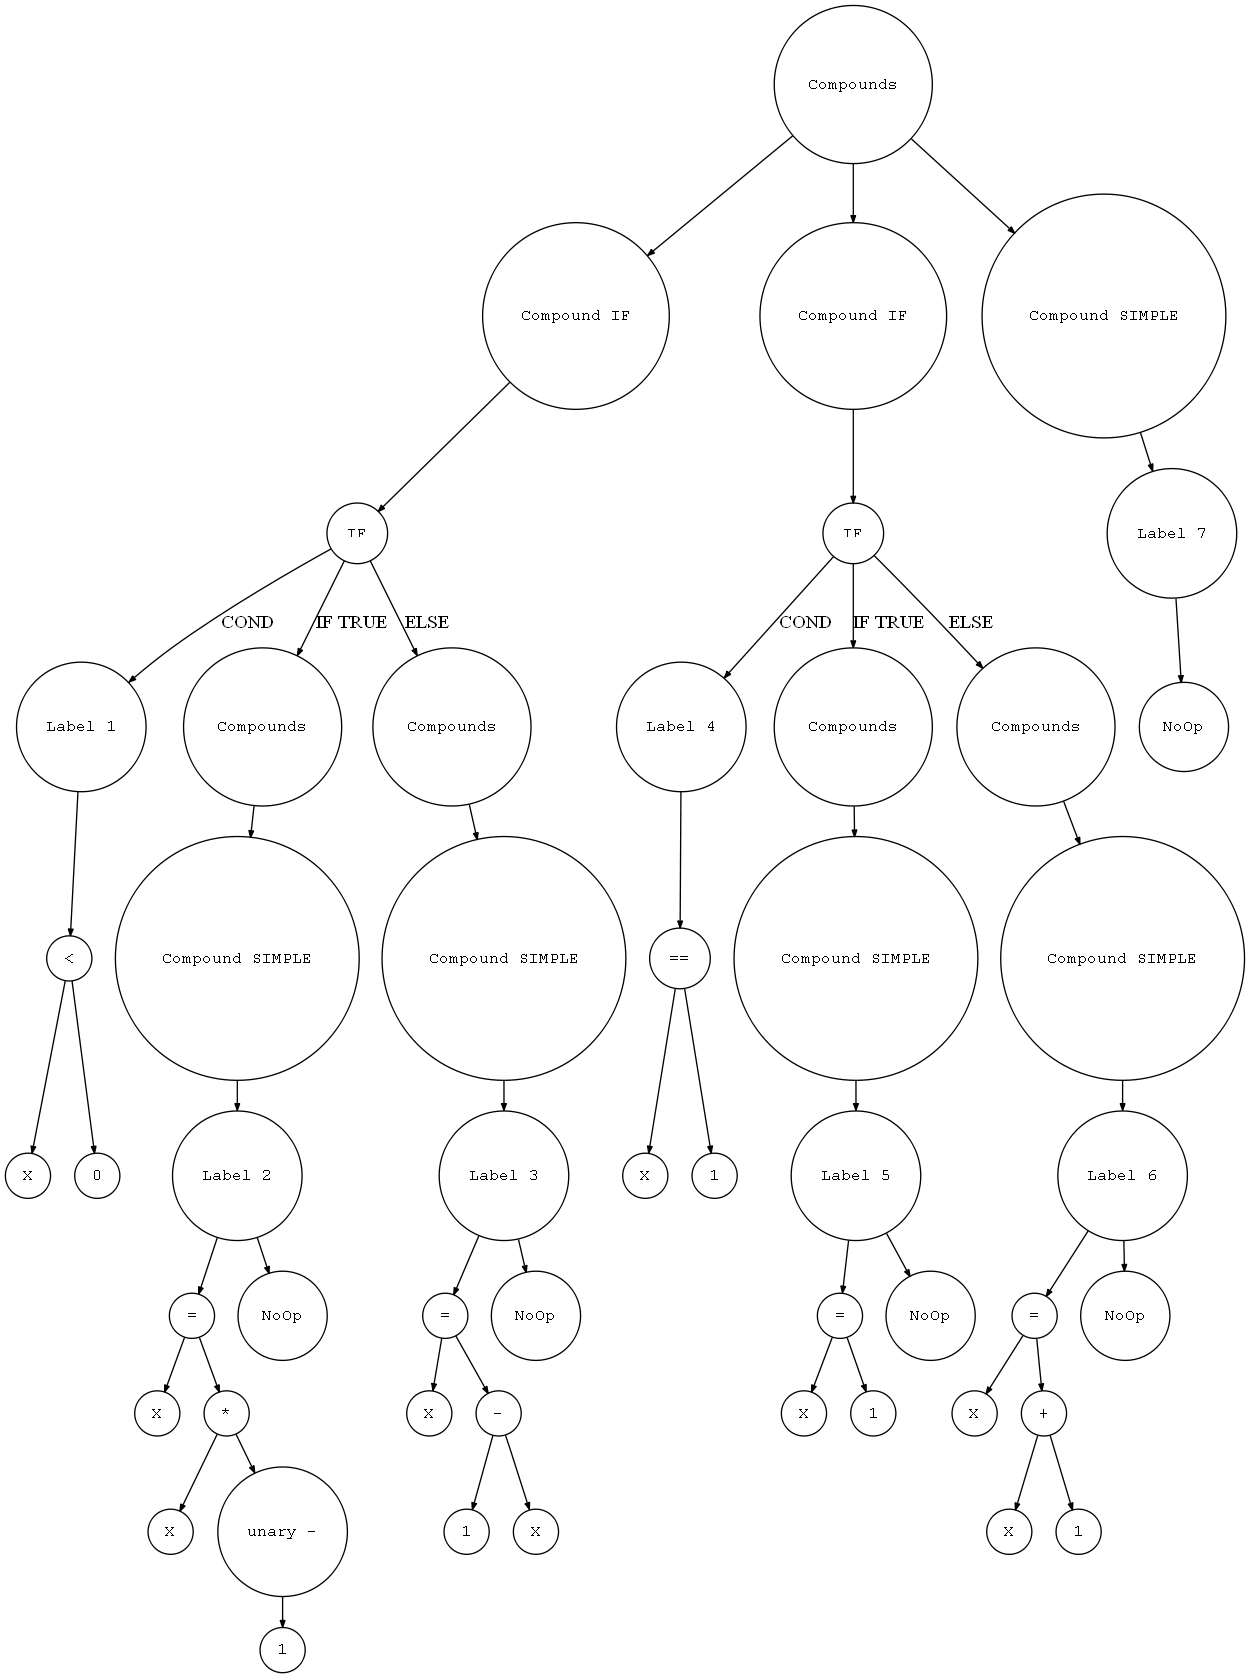 Compounds
Compound IF
Compound IF
Compound SIMPLE
IF
IF
Label 7
COND
IF TRUE
ELSE
COND
IF TRUE
ELSE
Label 1
Compounds
Compounds
Label 4
Compounds
Compounds
NoOp
<
Compound SIMPLE
Compound SIMPLE
==
Compound SIMPLE
Compound SIMPLE
X
0
Label 2
Label 3
X
1
Label 5
Label 6
=
NoOp
=
NoOp
=
NoOp
=
NoOp
X
*
X
-
X
1
X
+
X
unary -
1
X
X
1
1